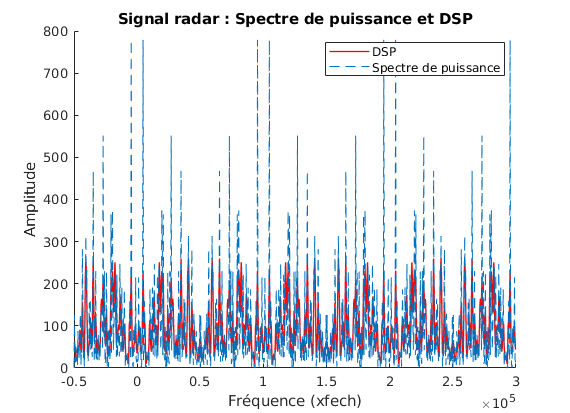 Signal radar : Spectre de puissance et DSP
DSP
Spectre de puissance
Amplitude
800
700
600
500
400
300
200
100
0
-0.5 0 0.5 1 1.5 2 2.5 3
Fréquence (xfech)
×10^5